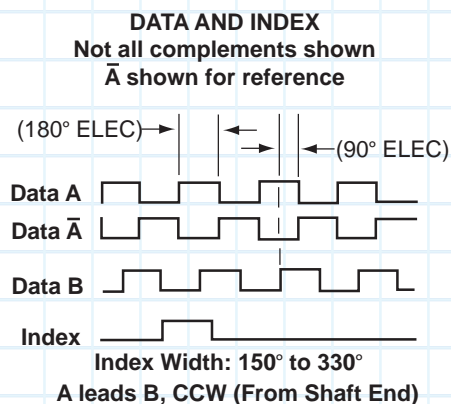 DATA AND INDEX
Not all complements shown
A̅ shown for reference
(180° ELEC)
(90° ELEC)
Data A
Data A̅
Data B
Index
Index Width: 150° to 330°
A leads B, CCW (From Shaft End)